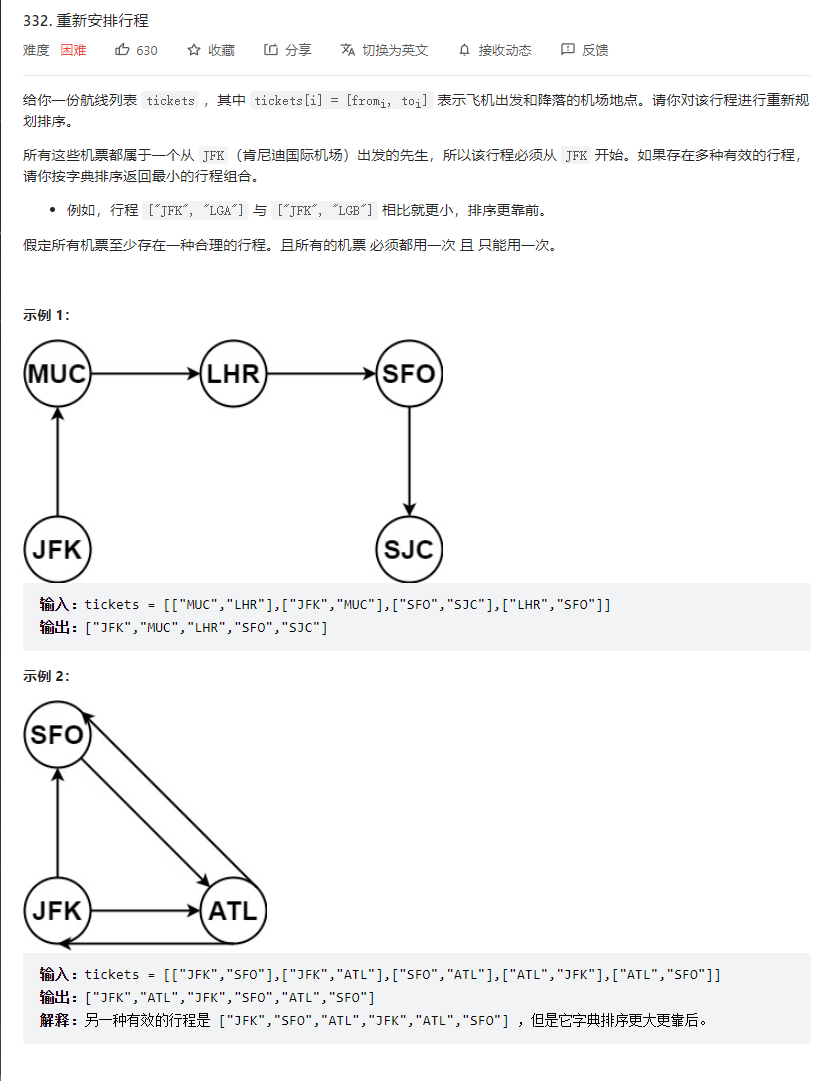 332. 重新安排行程
难度 困难 630 收藏 分享 切换为英文 接收动态 反馈
给你一份航线列表 tickets ，其中 tickets[i] = [fromi, toi] 表示飞机出发和降落的机场地点。请你对该行程进行重新规
划排序。
所有这些机票都属于一个从 JFK（肯尼迪国际机场）出发的先生，所以该行程必须从 JFK 开始。如果存在多种有效的行程，
请你按字典排序返回最小的行程组合。
• 例如，行程 ["JFK", "LGA"] 与 ["JFK", "LGB"] 相比就更小，排序更靠前。
假定所有机票至少存在一种合理的行程。且所有的机票 必须都用一次 且 只能用一次。
示例 1：
MUC LHR SFO
JFK SJC
输入：tickets = [["MUC","LHR"],["JFK","MUC"],["SFO","SJC"],["LHR","SFO"]]
输出：["JFK","MUC","LHR","SFO","SJC"]
示例 2：
SFO
JFK ATL
输入：tickets = [["JFK","SFO"],["JFK","ATL"],["SFO","ATL"],["ATL","JFK"],["ATL","SFO"]]
输出：["JFK","ATL","JFK","SFO","ATL","SFO"]
解释：另一种有效的行程是 ["JFK","SFO","ATL","JFK","ATL","SFO"] ，但是它字典排序更大更靠后。